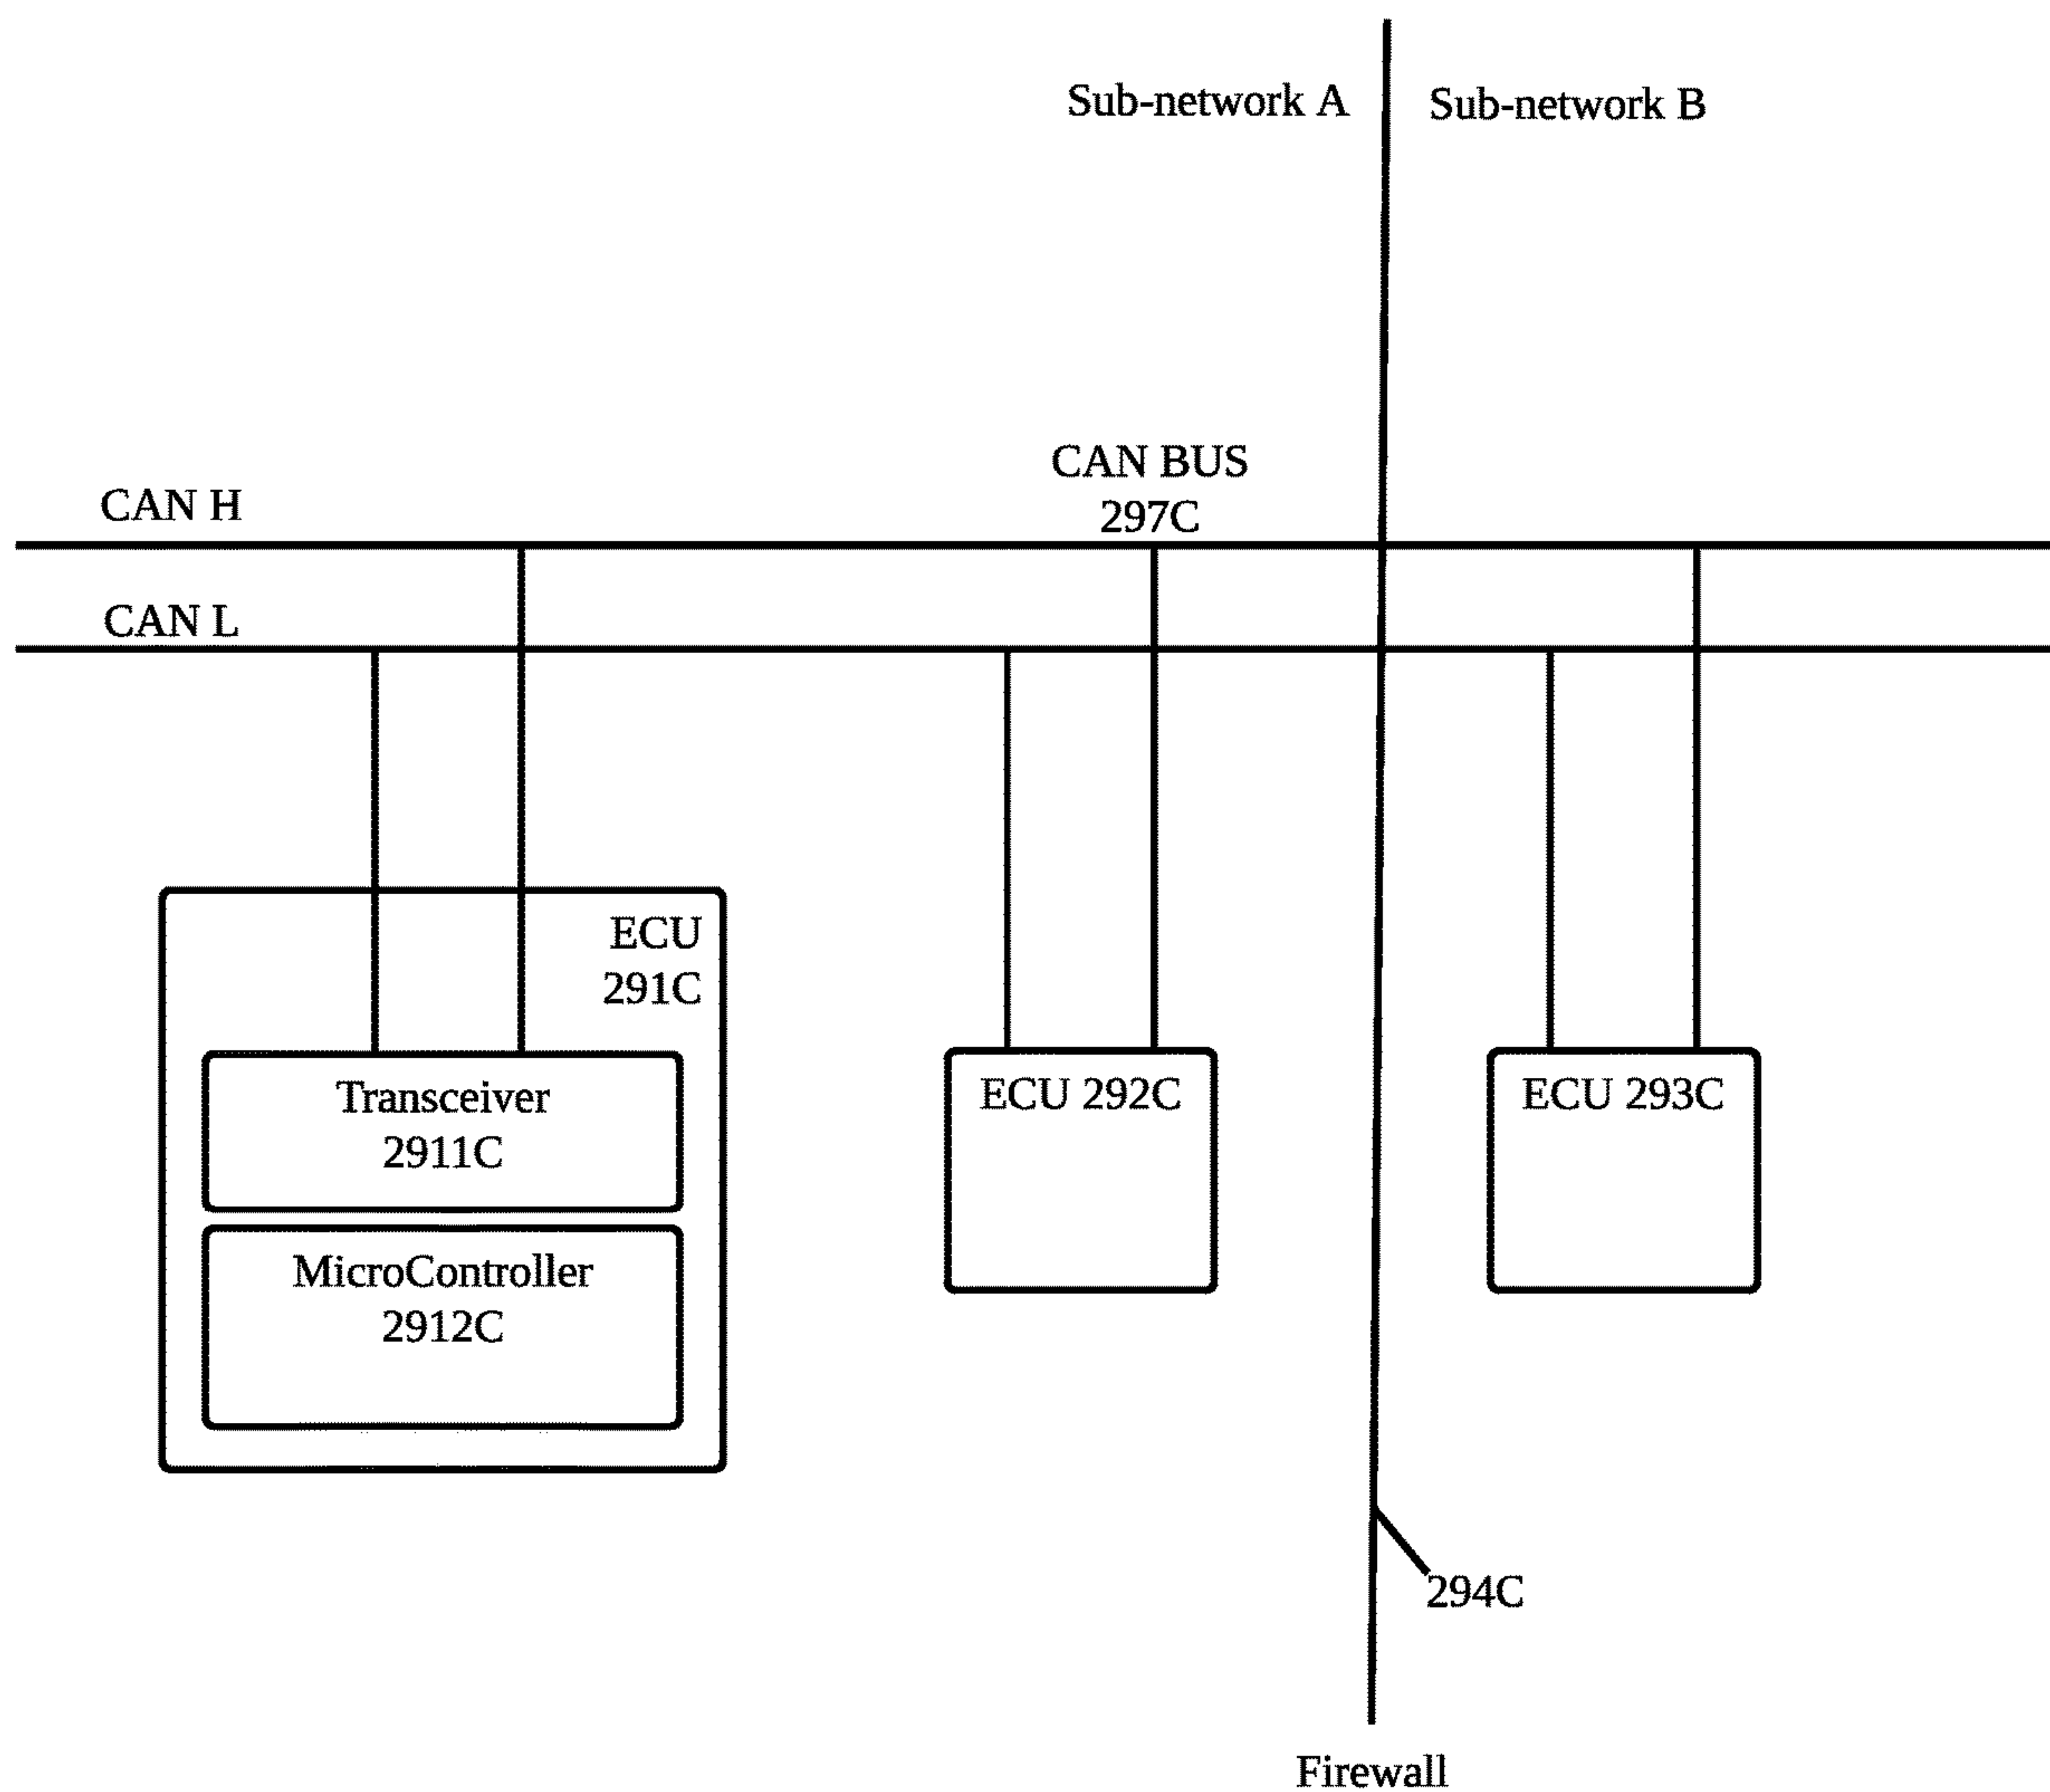 Sub-network A
Sub-network B
CAN BUS
297C
CAN H
CAN L
ECU
291C
Transceiver
2911C
MicroController
2912C
ECU 292C
ECU 293C
294C
Firewall